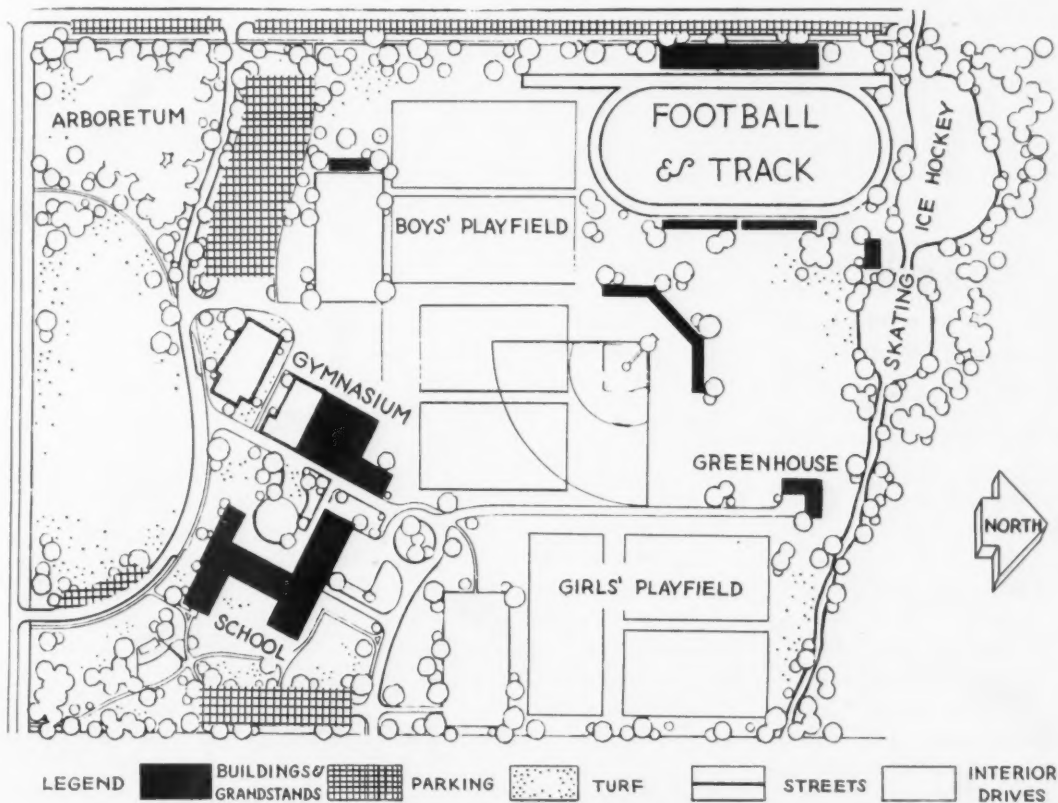 ARBORETUM
FOOTBALL
& TRACK
ICE HOCKEY
BOYS' PLAYFIELD
SKATING
GYMNASIUM
GREENHOUSE
NORTH
GIRLS' PLAYFIELD
SCHOOL
LEGEND
BUILDINGS &
GRANDSTANDS
PARKING
TURF
STREETS
INTERIOR
DRIVES